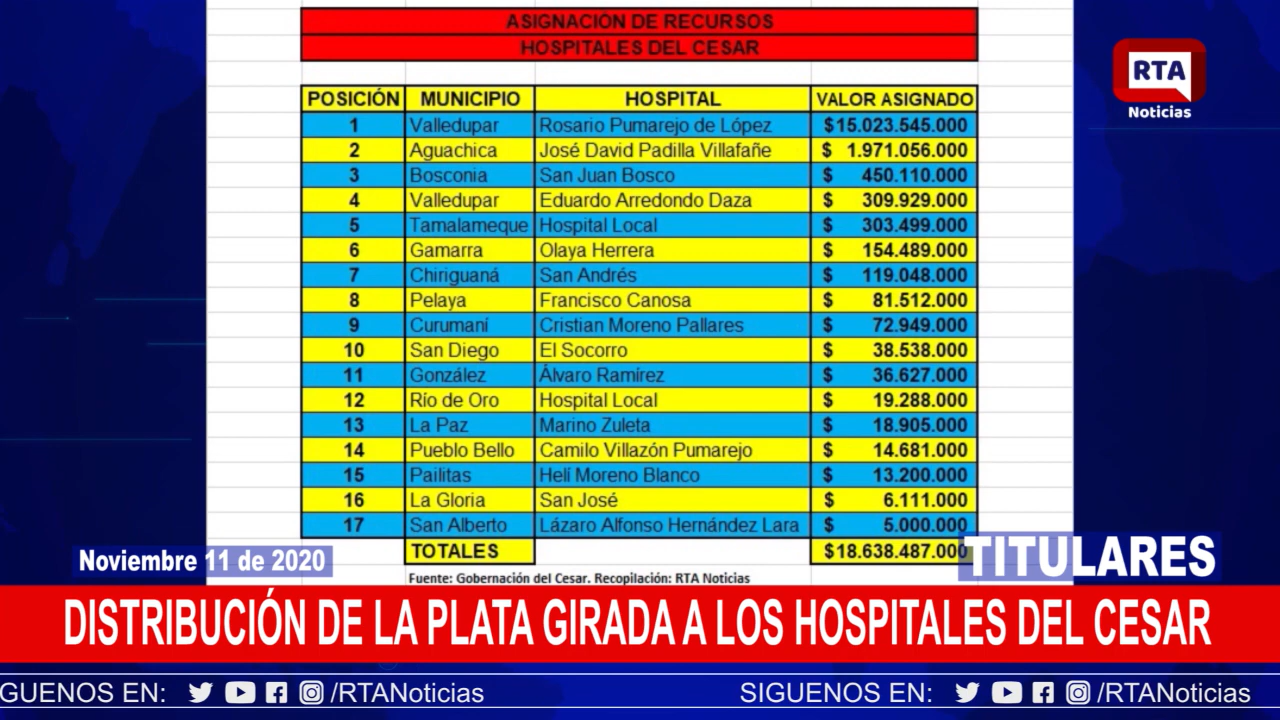 ASIGNACIÓN DE RECURSOS
HOSPITALES DEL CESAR
RTA
Noticias
POSICIÓN MUNICIPIO HOSPITAL VALOR ASIGNADO
1 Valledupar Rosario Pumarejo de López $15.023.545.000
2 Aguachica José David Padilla Villafañe $ 1.971.056.000
3 Bosconia San Juan Bosco $ 450.110.000
4 Valledupar Eduardo Arredondo Daza $ 309.929.000
5 Tamalameque Hospital Local $ 303.499.000
6 Gamarra Olaya Herrera $ 154.489.000
7 Chiriguaná San Andrés $ 119.048.000
8 Pelaya Francisco Canosa $ 81.512.000
9 Curumaní Cristian Moreno Pallares $ 72.949.000
10 San Diego El Socorro $ 38.538.000
11 González Álvaro Ramírez $ 36.627.000
12 Río de Oro Hospital Local $ 19.288.000
13 La Paz Marino Zuleta $ 18.905.000
14 Pueblo Bello Camilo Villazón Pumarejo $ 14.681.000
15 Pailitas Helí Moreno Blanco $ 13.200.000
16 La Gloria San José $ 6.111.000
17 San Alberto Lázaro Alfonso Hernández Lara $ 5.000.000
TOTALES $18.638.487.000
Fuente: Gobernación del Cesar. Recopilación: RTA Noticias
Noviembre 11 de 2020
TITULARES
DISTRIBUCIÓN DE LA PLATA GIRADA A LOS HOSPITALES DEL CESAR
GUENOS EN: /RTANoticias SIGUENOS EN: /RTANoticias